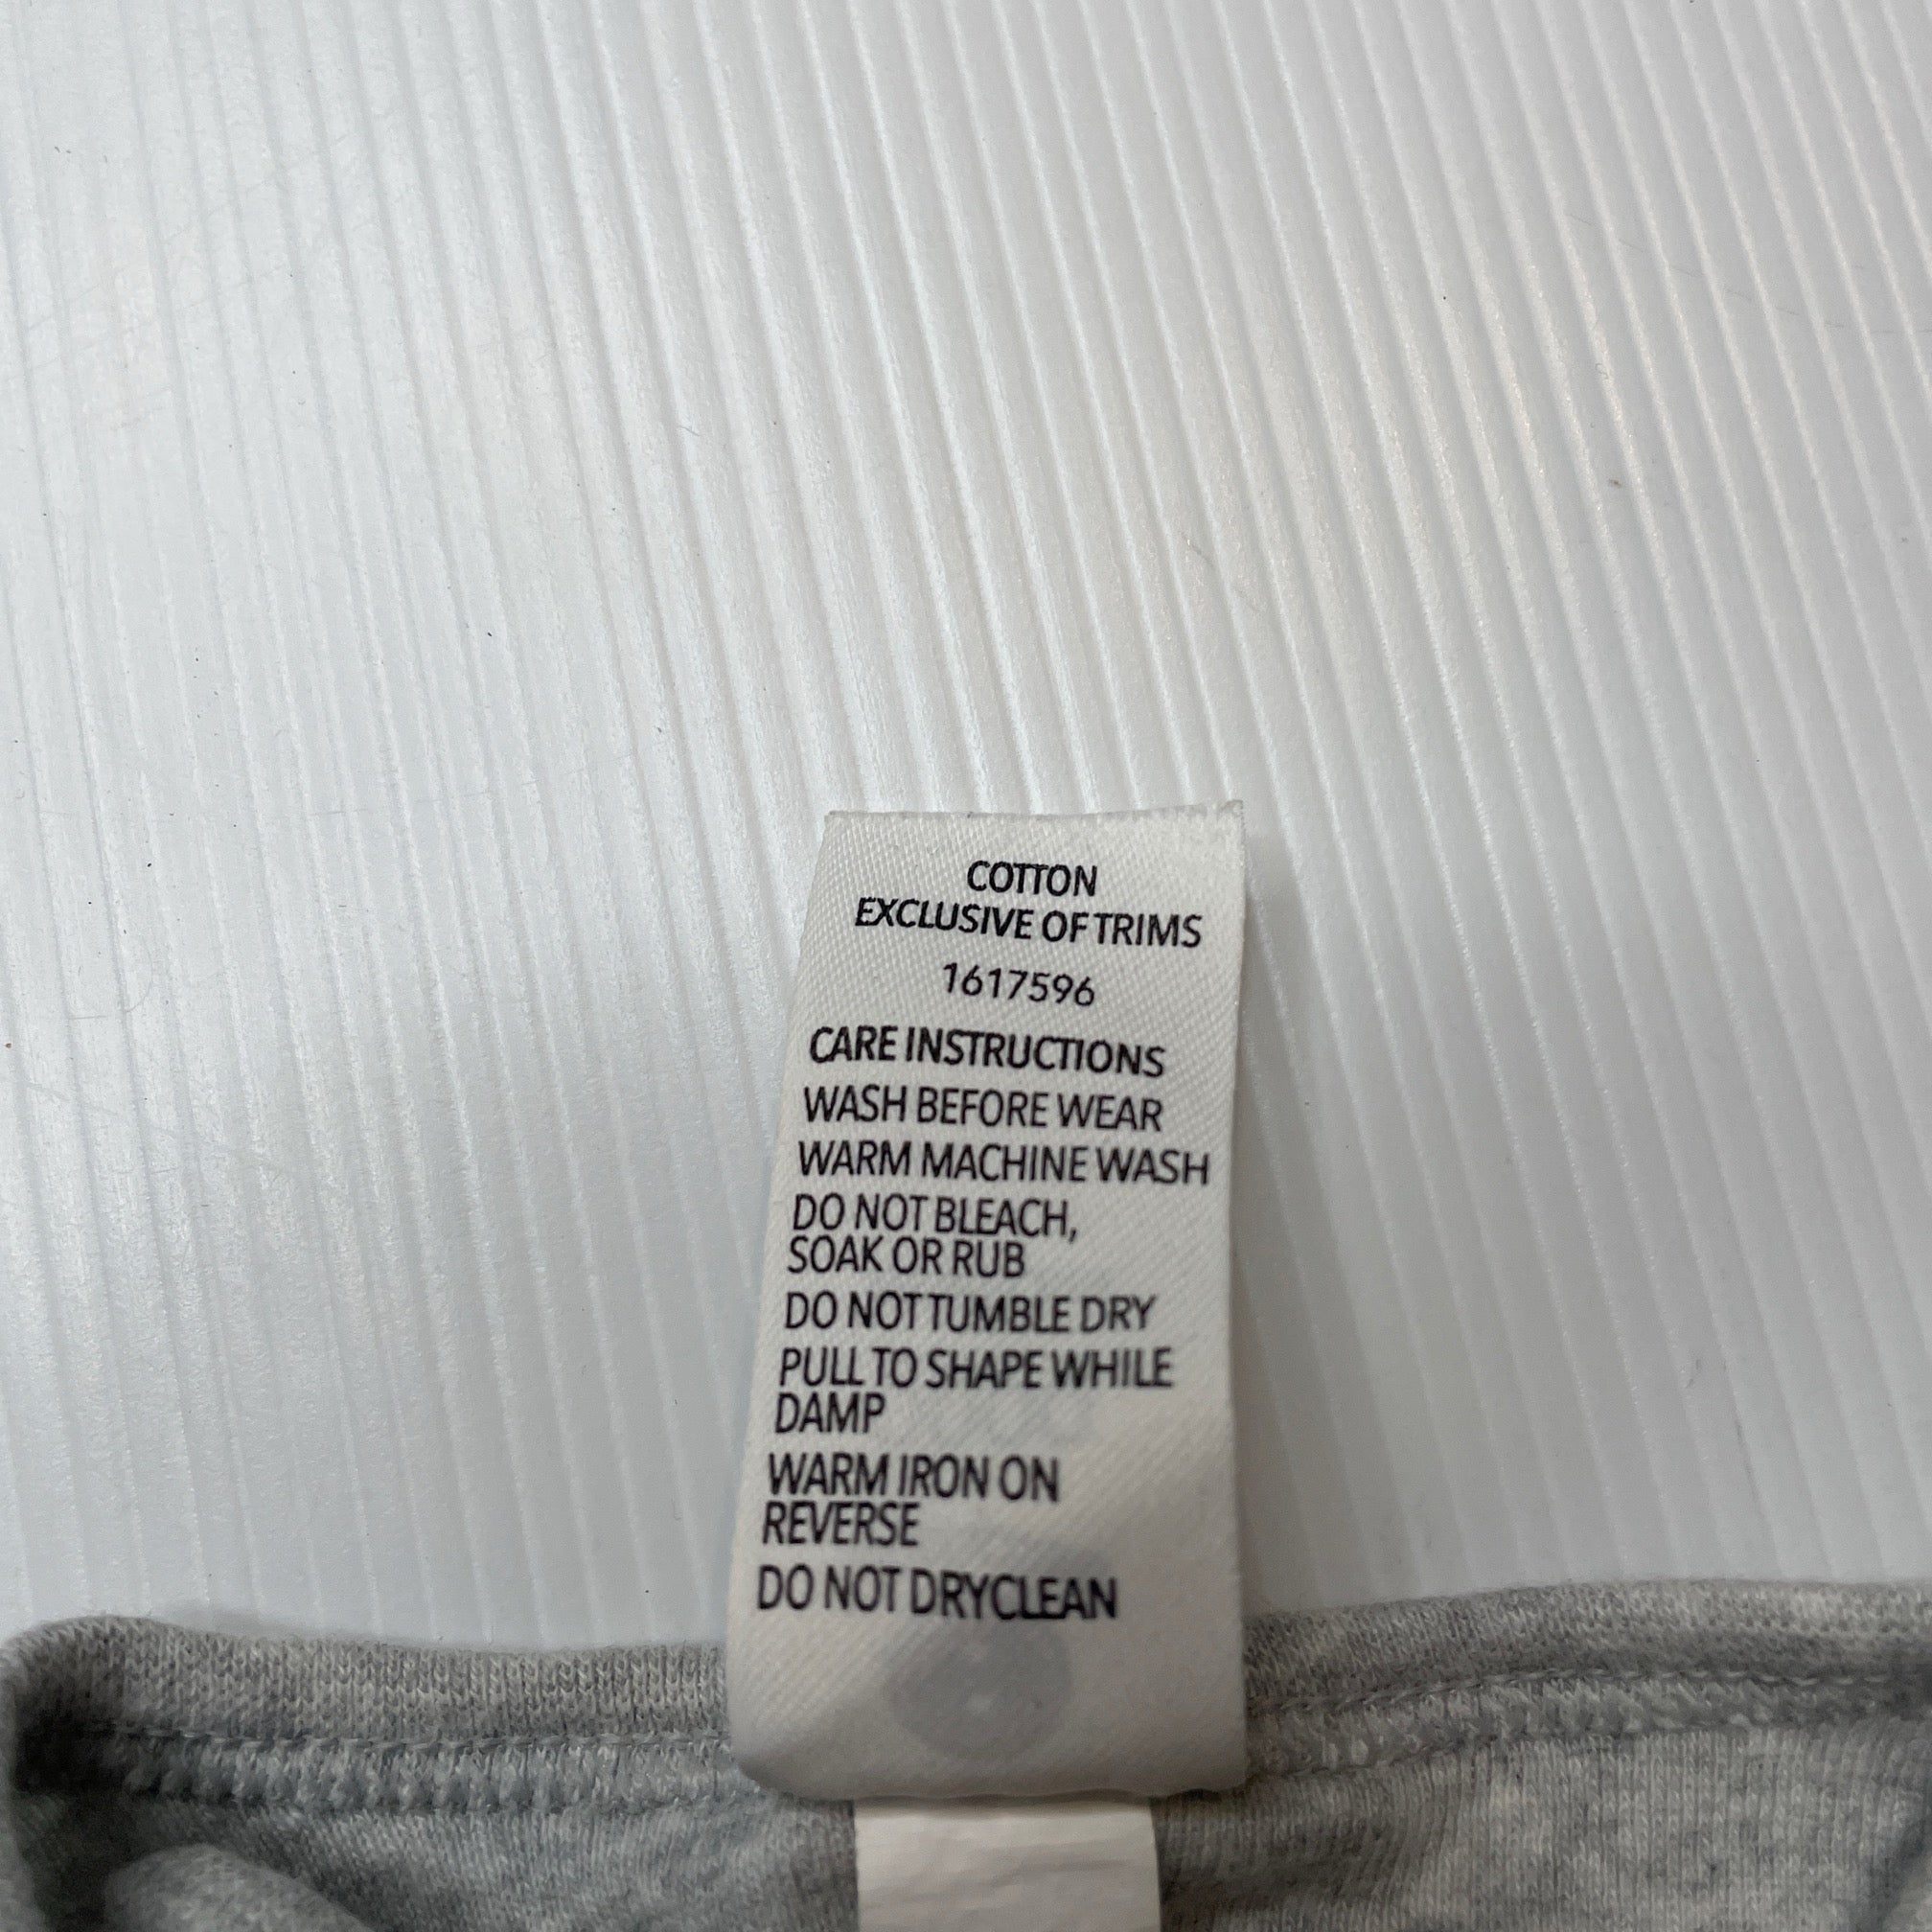 COTTON
EXCLUSIVE OF TRIMS
1617596
CARE INSTRUCTIONS
WASH BEFORE WEAR
WARM MACHINE WASH
DO NOT BLEACH,
SOAK OR RUB
DO NOT TUMBLE DRY
PULL TO SHAPE WHILE
DAMP
WARM IRON ON
REVERSE
DO NOT DRYCLEAN